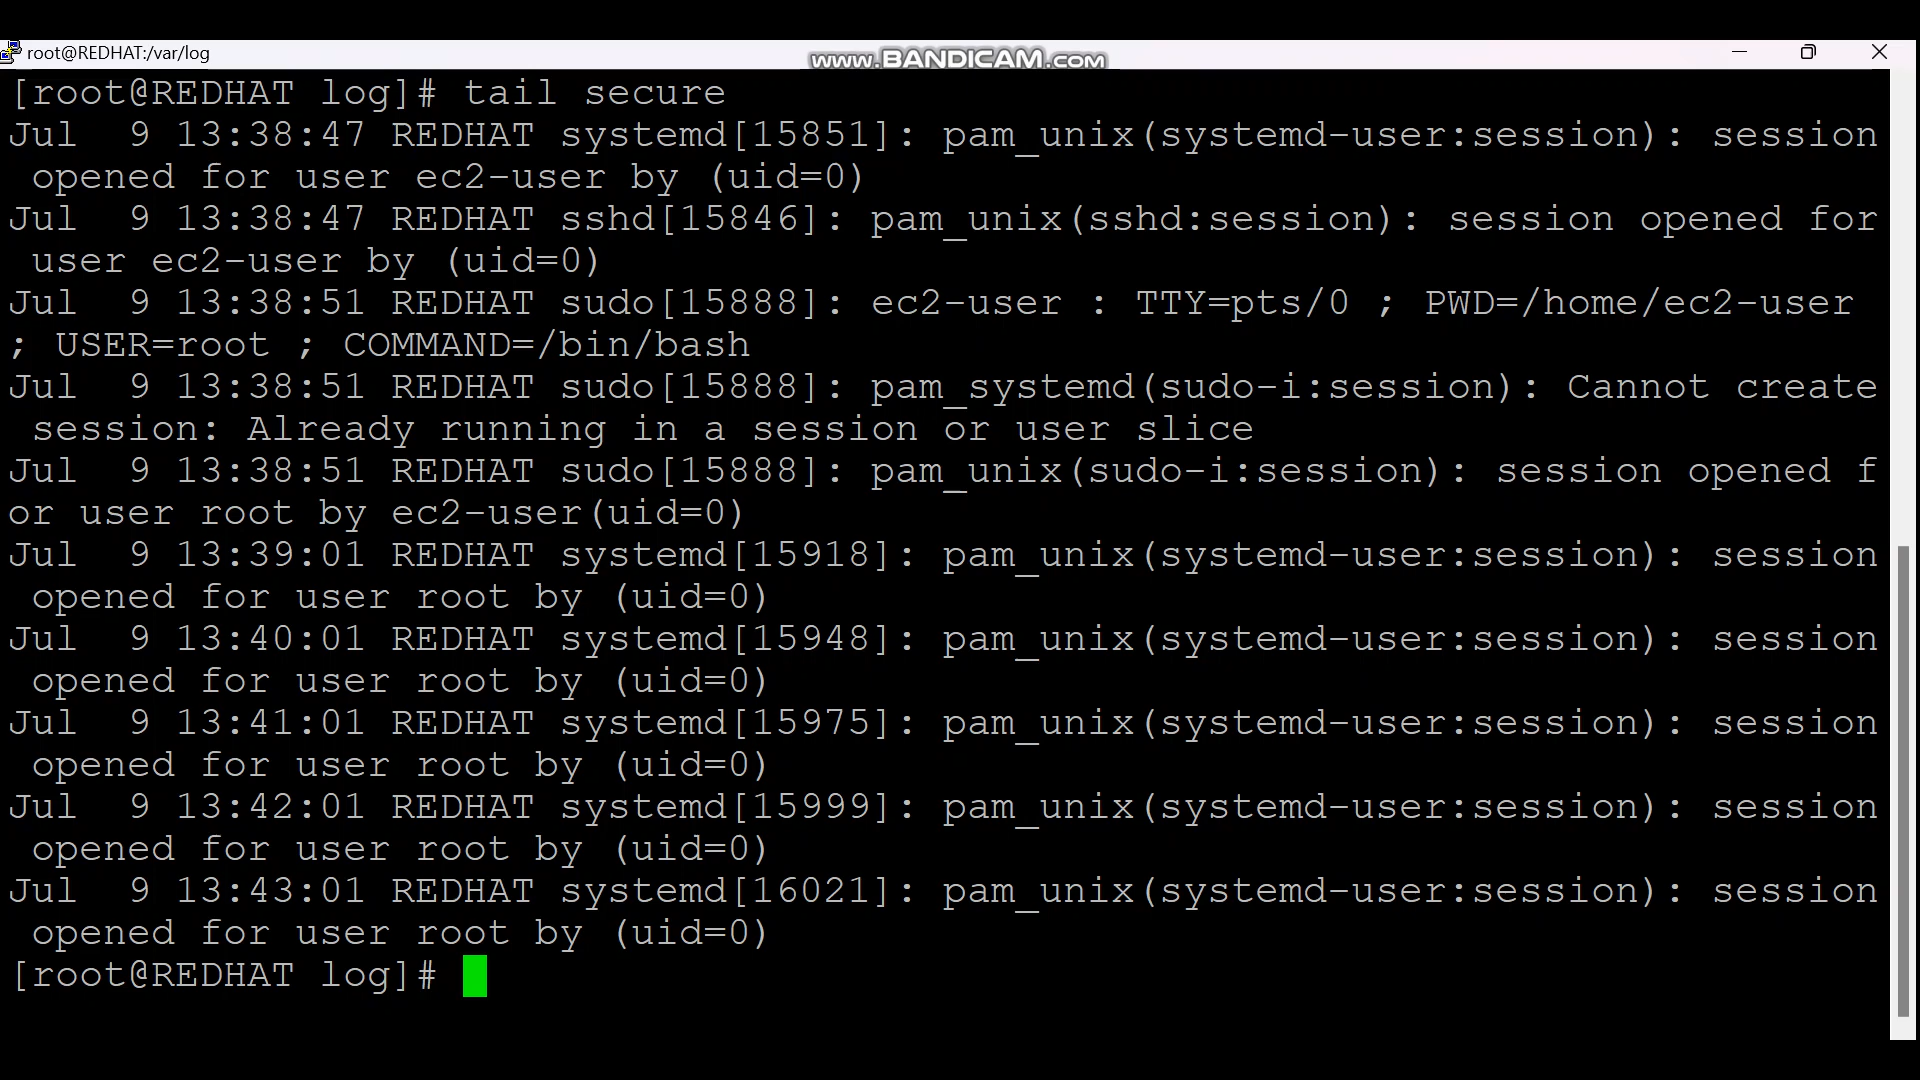 root@REDHAT:/var/log
www.BANDICAM.com
[root@REDHAT log]# tail secure
Jul  9 13:38:47 REDHAT systemd[15851]: pam_unix(systemd-user:session): session
 opened for user ec2-user by (uid=0)
Jul  9 13:38:47 REDHAT sshd[15846]: pam_unix(sshd:session): session opened for
 user ec2-user by (uid=0)
Jul  9 13:38:51 REDHAT sudo[15888]: ec2-user : TTY=pts/0 ; PWD=/home/ec2-user
; USER=root ; COMMAND=/bin/bash
Jul  9 13:38:51 REDHAT sudo[15888]: pam_systemd(sudo-i:session): Cannot create
 session: Already running in a session or user slice
Jul  9 13:38:51 REDHAT sudo[15888]: pam_unix(sudo-i:session): session opened f
or user root by ec2-user(uid=0)
Jul  9 13:39:01 REDHAT systemd[15918]: pam_unix(systemd-user:session): session
 opened for user root by (uid=0)
Jul  9 13:40:01 REDHAT systemd[15948]: pam_unix(systemd-user:session): session
 opened for user root by (uid=0)
Jul  9 13:41:01 REDHAT systemd[15975]: pam_unix(systemd-user:session): session
 opened for user root by (uid=0)
Jul  9 13:42:01 REDHAT systemd[15999]: pam_unix(systemd-user:session): session
 opened for user root by (uid=0)
Jul  9 13:43:01 REDHAT systemd[16021]: pam_unix(systemd-user:session): session
 opened for user root by (uid=0)
[root@REDHAT log]#